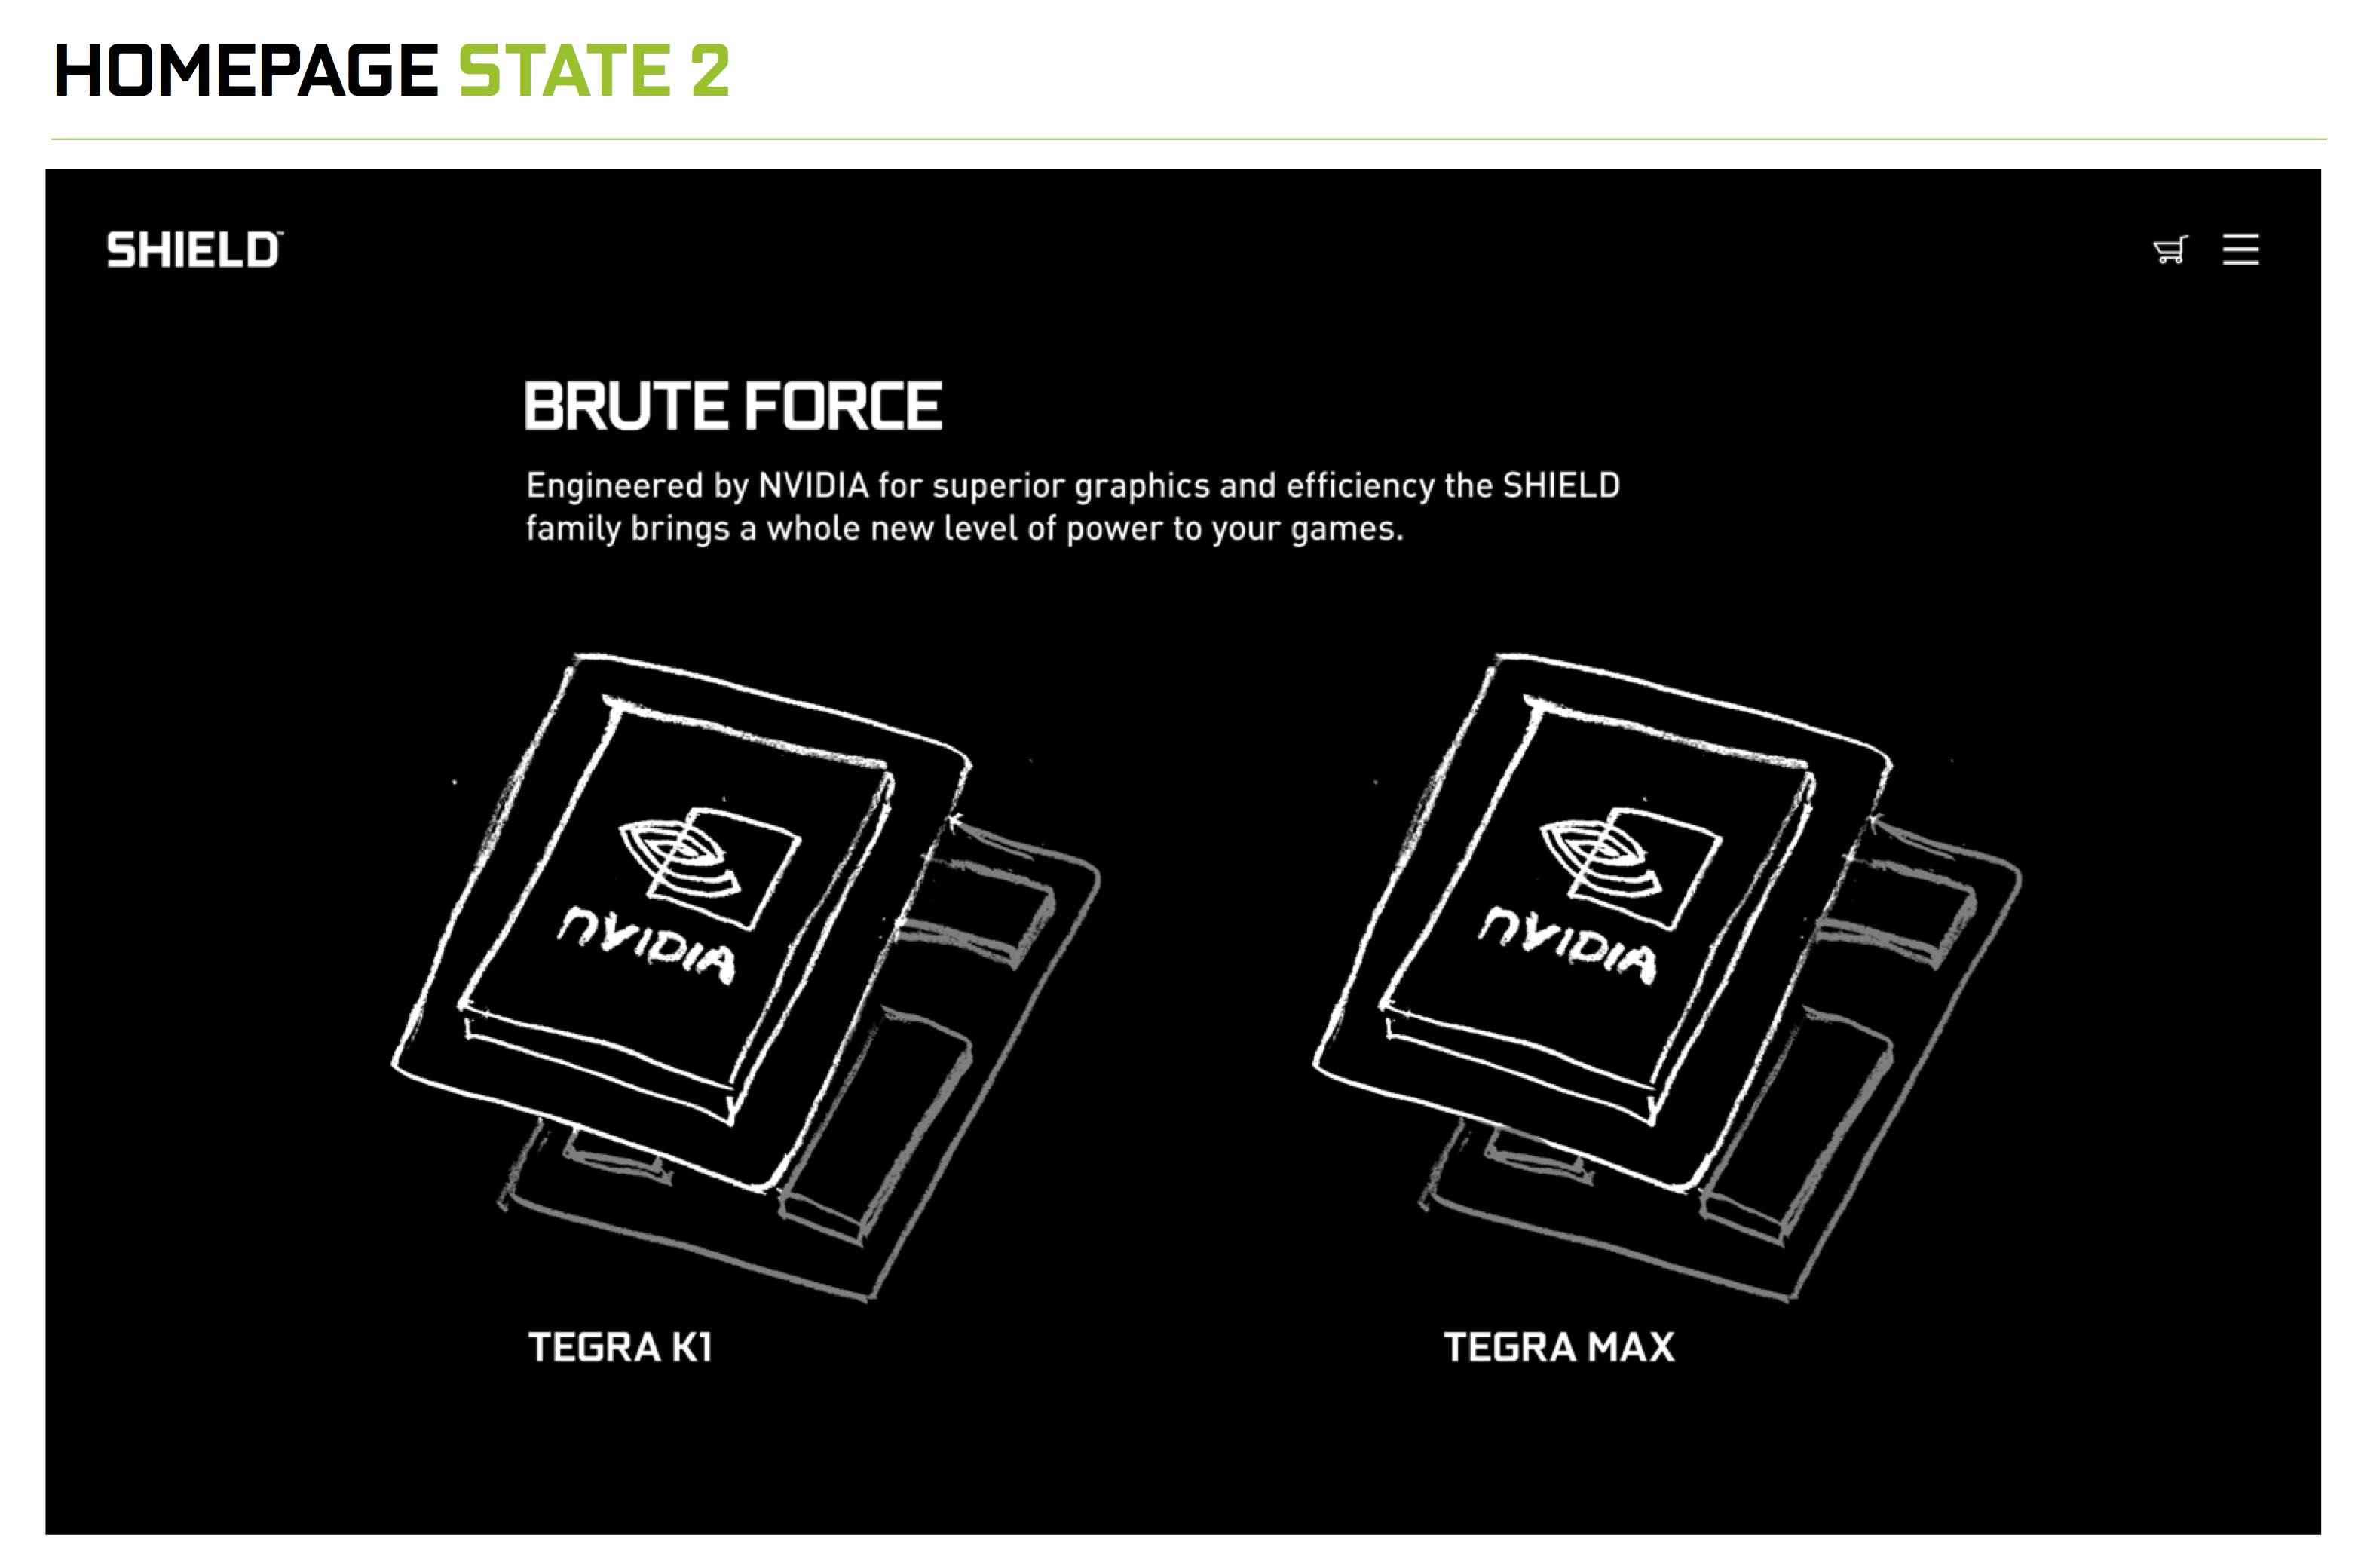 HOMEPAGE STATE 2
SHIELD™
BRUTE FORCE
Engineered by NVIDIA for superior graphics and efficiency the SHIELD
family brings a whole new level of power to your games.
NVIDIA
NVIDIA
TEGRA K1
TEGRA MAX